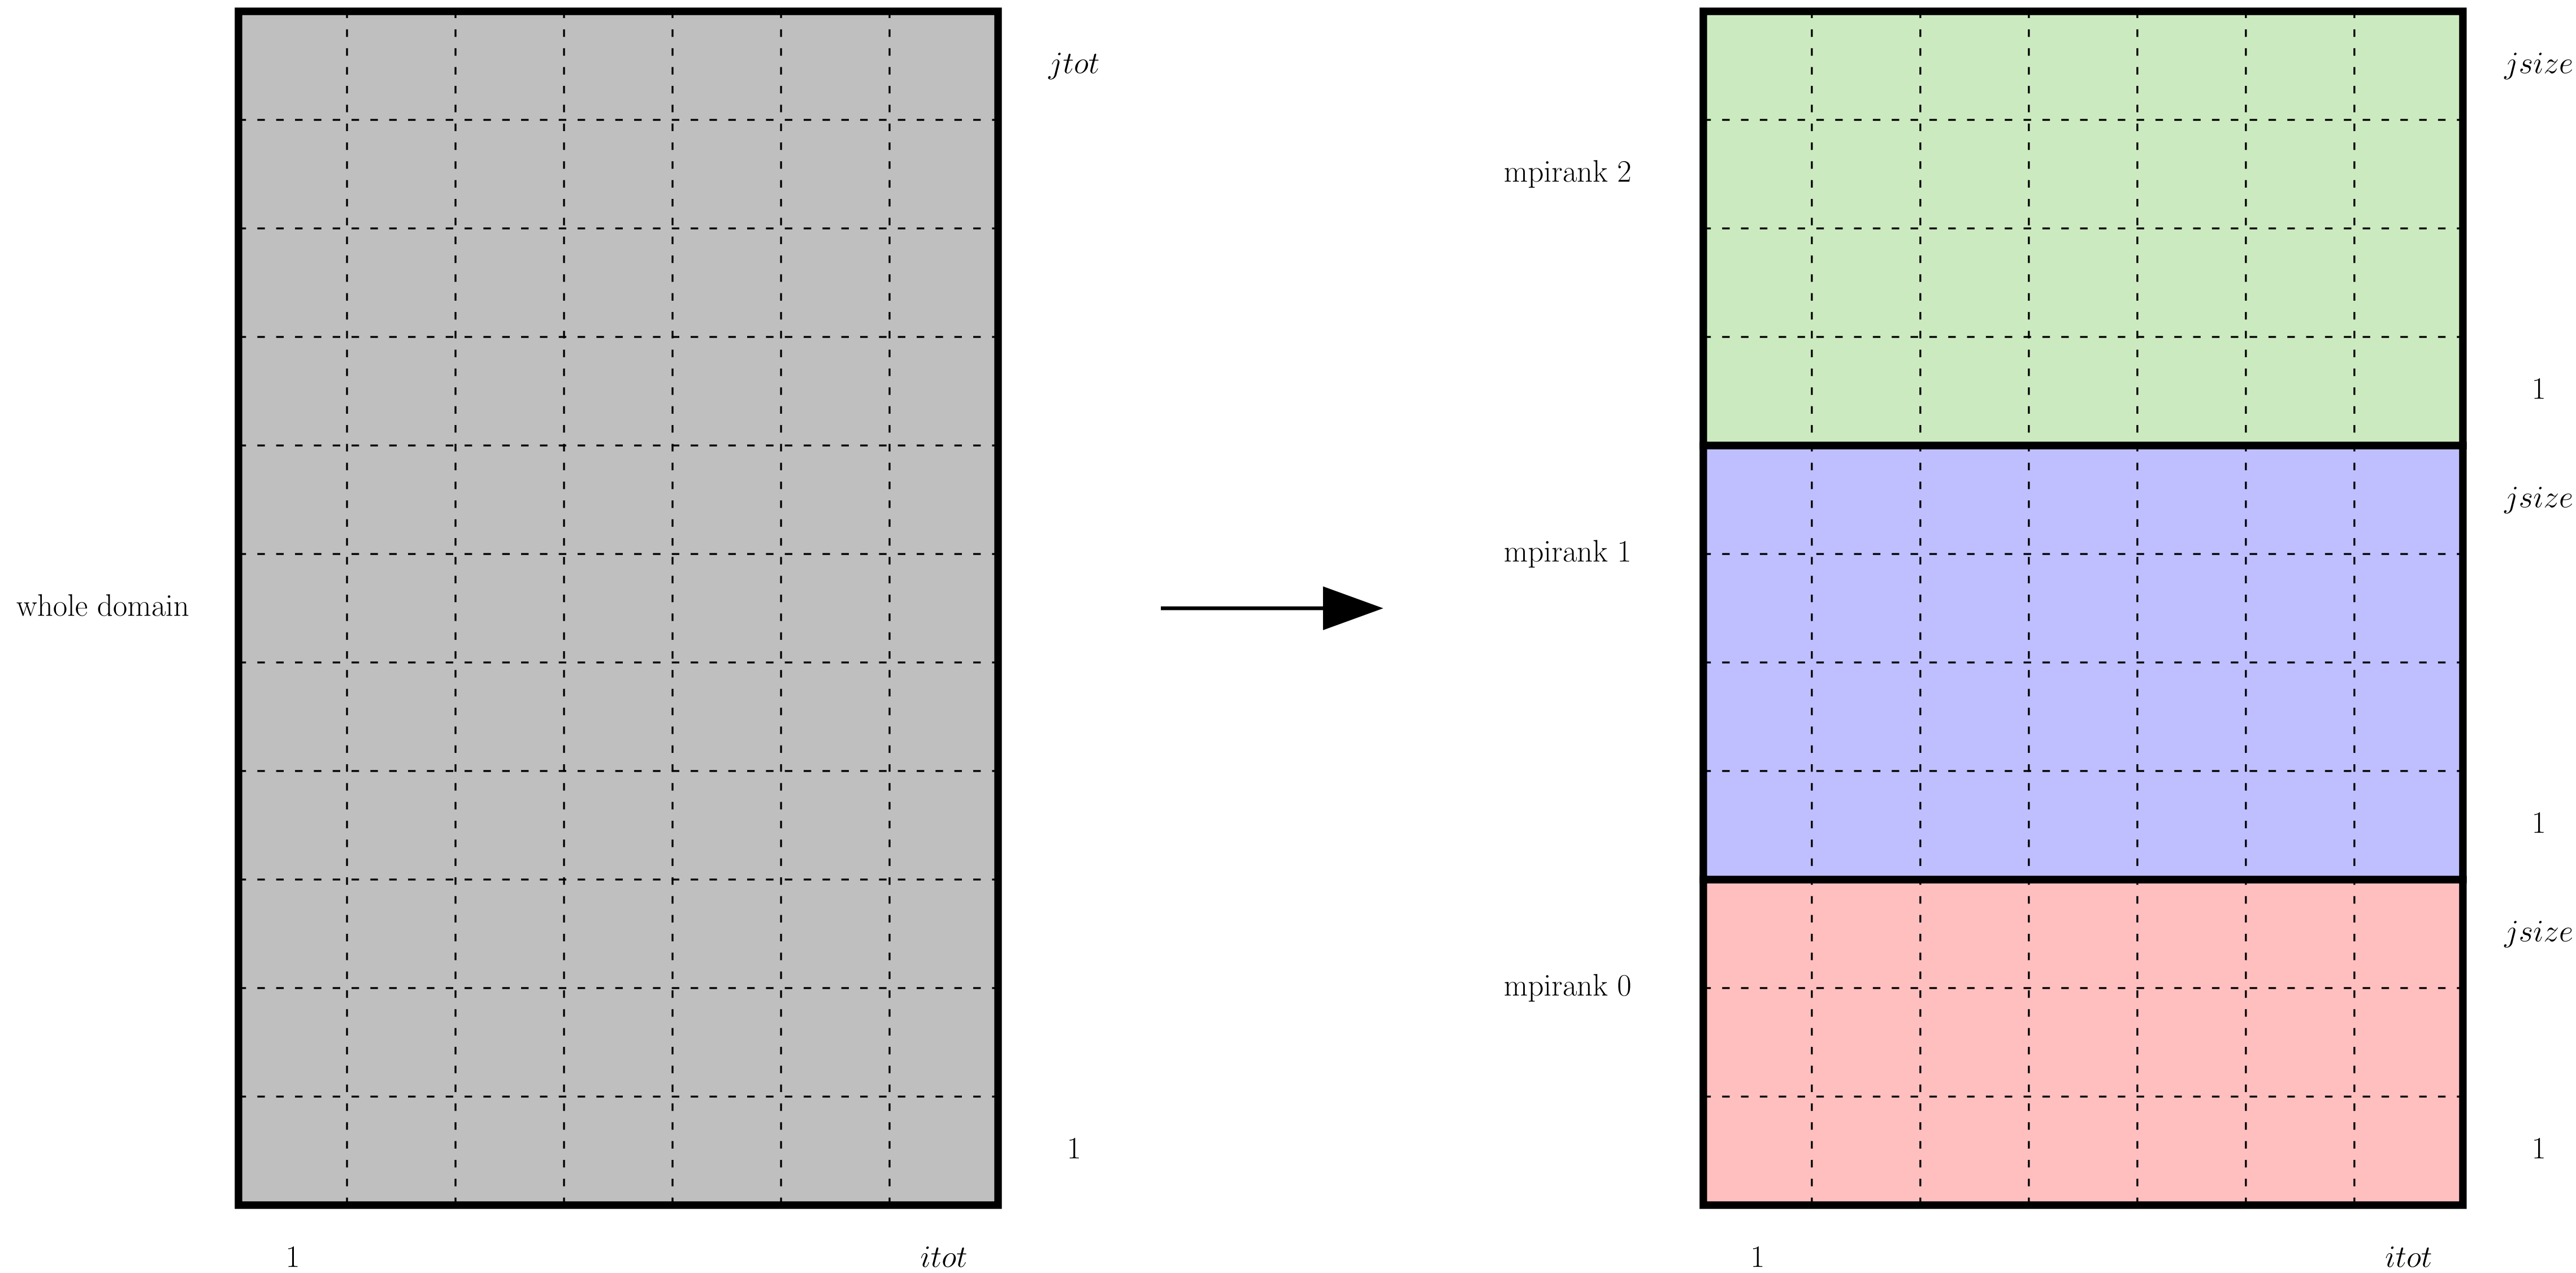 jtot
whole domain
1
1
itot
jsize
mpirank 2
1
jsize
mpirank 1
1
jsize
mpirank 0
1
1
itot